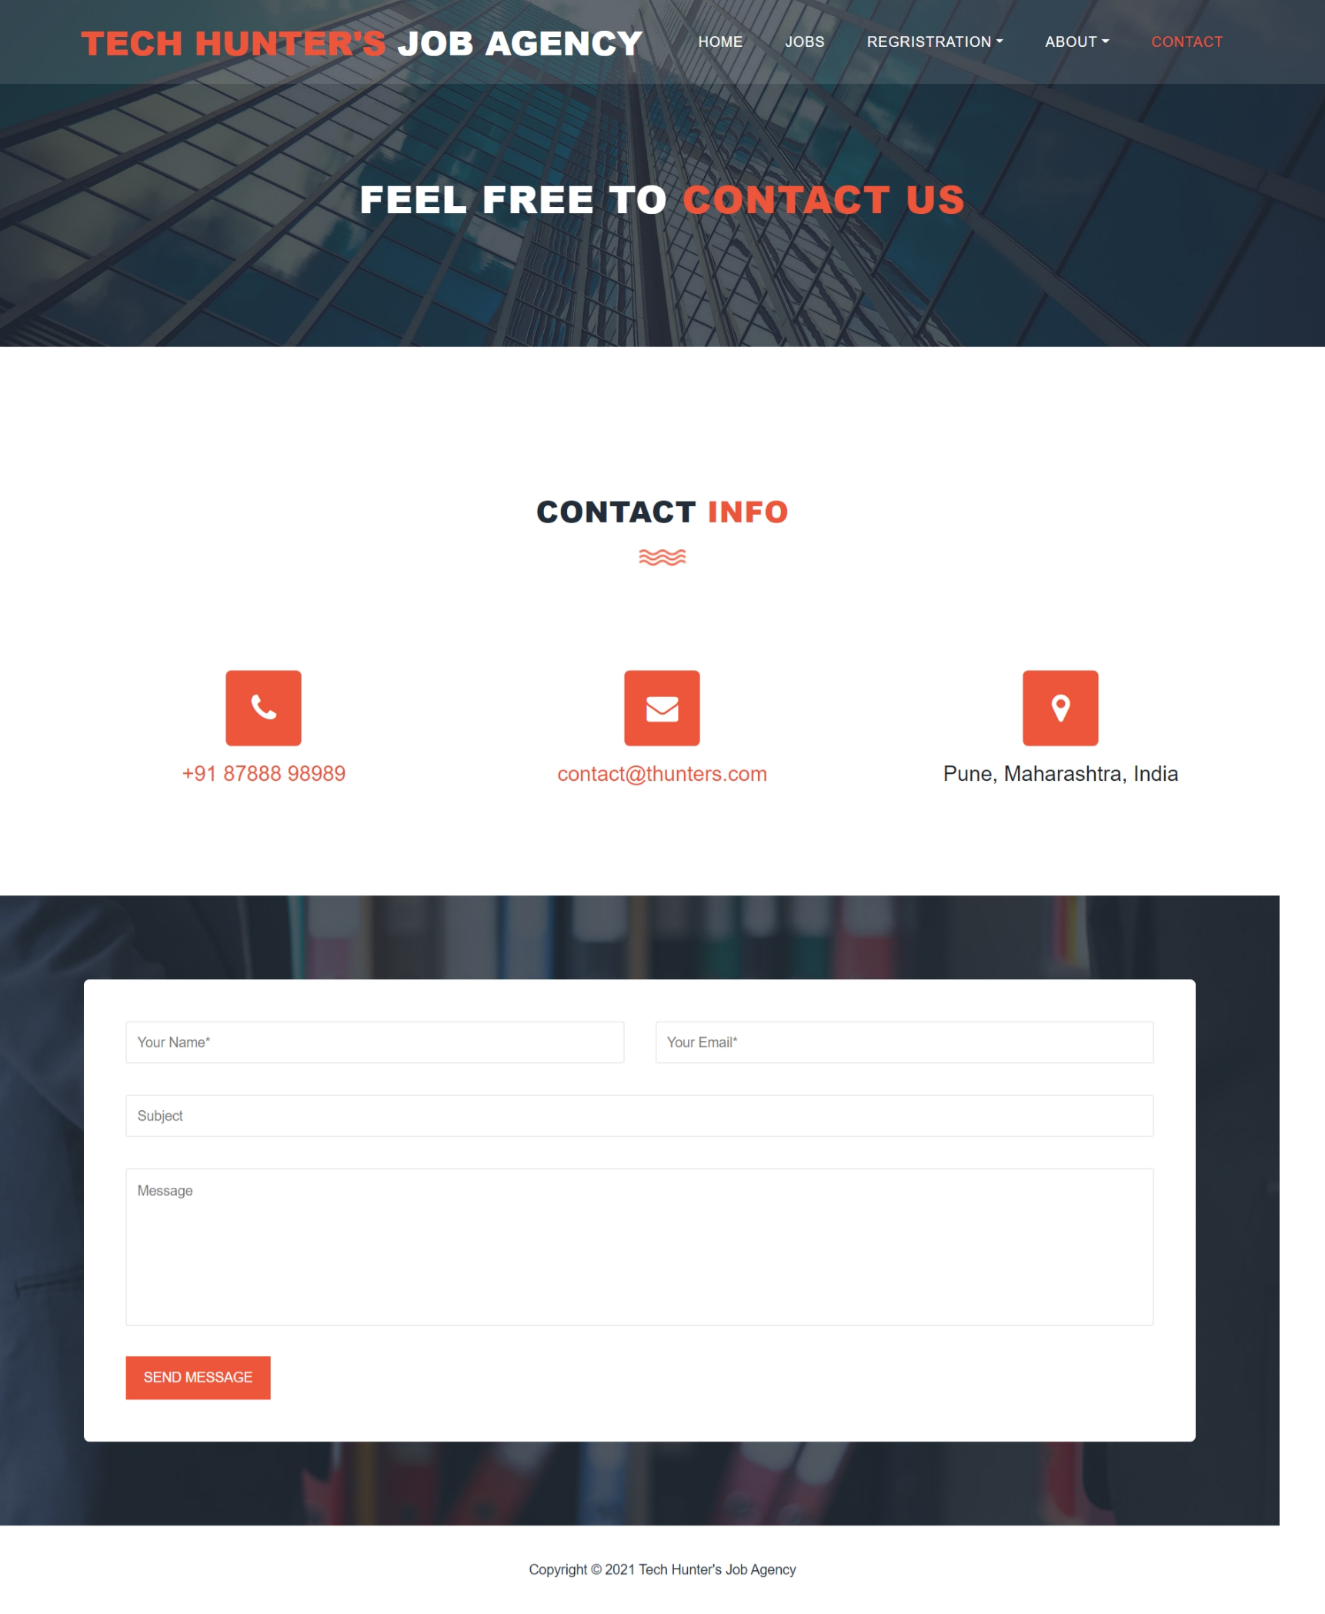 TECH HUNTER'S JOB AGENCY
HOME JOBS REGRISTRATION ABOUT CONTACT
FEEL FREE TO CONTACT US
CONTACT INFO
+91 87888 98989
contact@thunters.com
Pune, Maharashtra, India
Your Name*
Your Email*
Subject
Message
SEND MESSAGE
Copyright © 2021 Tech Hunter's Job Agency